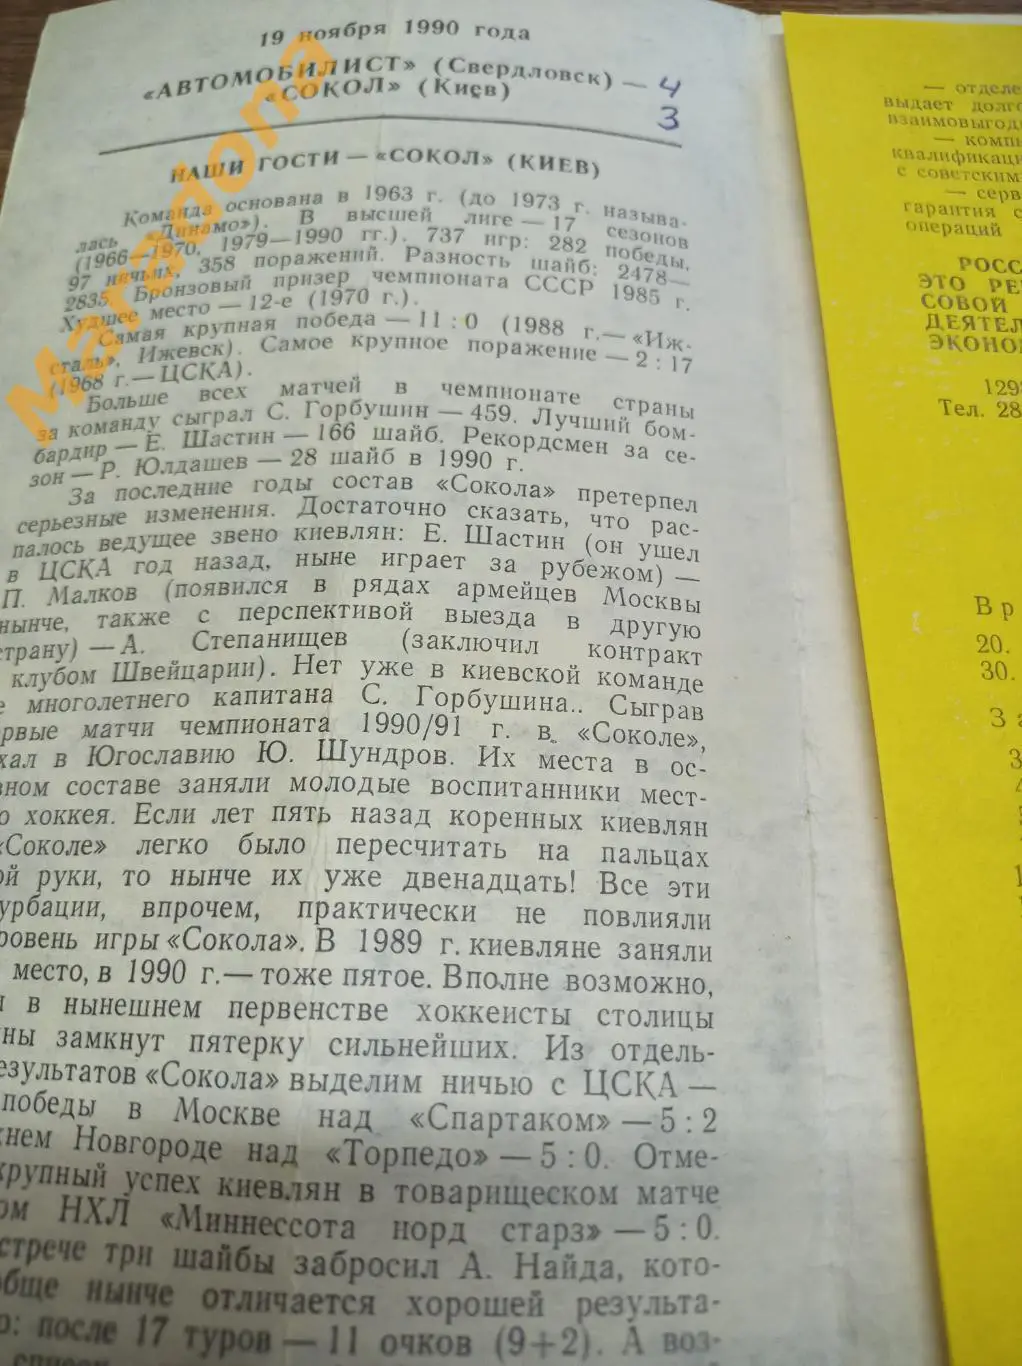 19 ноября 1990 года
«АВТОМОБИЛИСТ» (Свердловск) — 4
«СОКОЛ» (Киев) 3
НАШИ ГОСТИ — «СОКОЛ» (КИЕВ)
Команда основана в 1963 г. (до 1973 г. называ-
лась «Динамо»). В высшей лиге — 17 сезонов
(1966—1970, 1979—1990 гг.). 737 игр: 282 победы,
97 ничьих, 358 поражений. Разность шайб: 2478—
2835. Бронзовый призер чемпионата СССР 1985 г.
Худшее место — 12-е (1970 г.).
Самая крупная победа — 11 : 0 (1988 г. — «Иж-
сталь», Ижевск). Самое крупное поражение — 2 : 17
(1968 г. — ЦСКА).
Больше всех матчей в чемпионате страны
за команду сыграл С. Горбушин — 459. Лучший бом-
бардир — Е. Шастин — 166 шайб. Рекордсмен за се-
зон — Р. Юлдашев — 28 шайб в 1990 г.
За последние годы состав «Сокола» претерпел
серьезные изменения. Достаточно сказать, что рас-
палось ведущее звено киевлян: Е. Шастин (он ушел
в ЦСКА год назад, ныне играет за рубежом) —
П. Малков (появился в рядах армейцев Москвы
нынче, также с перспективой выезда в другую
страну) — А. Степанищев (заключил контракт
клубом Швейцарии). Нет уже в киевской команде
е многолетнего капитана С. Горбушина.. Сыграв
рвые матчи чемпионата 1990/91 г. в «Соколе»,
хал в Югославию Ю. Шундров. Их места в ос-
вном составе заняли молодые воспитанники мест-
о хоккея. Если лет пять назад коренных киевлян
«Соколе» легко было пересчитать на пальцах
ой руки, то нынче их уже двенадцать! Все эти
урбации, впрочем, практически не повлияли
ровень игры «Сокола». В 1989 г. киевляне заняли
место, в 1990 г. — тоже пятое. Вполне возможно,
в нынешнем первенстве хоккеисты столицы
ны замкнут пятерку сильнейших. Из отдель-
результатов «Сокола» выделим ничью с ЦСКА —
победы в Москве над «Спартаком» — 5 : 2
жнем Новгороде над «Торпедо» — 5 : 0. Отме-
крупный успех киевлян в товарищеском матче
ом НХЛ «Миннессота норд старз» — 5 : 0.
стрече три шайбы забросил А. Найда, кото-
обще нынче отличается хорошей результа-
о: после 17 туров — 11 очков (9+2). А воз-
— отделе
выдает долг
взаимовыгод
— комп
квалификаци
с советским
— серв
гарантия с
операций
РОСС
ЭТО РЕ
СОВОЙ
ДЕЯТЕЛ
ЭКОНО
129
Тел. 28
В р
20.
30.
З а
Maradona